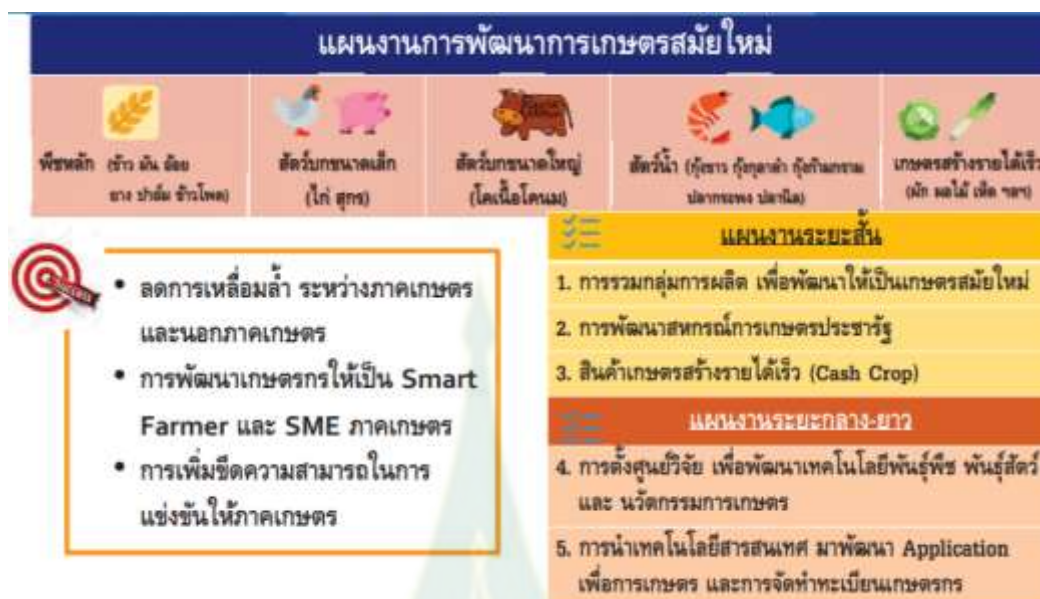 แผนงานการพัฒนาการเกษตรสมัยใหม่
พืชหลัก (ข้าว มัน อ้อย
ยาง ปาล์ม ข้าวโพด)
สัตว์บกขนาดเล็ก
(ไก่ สุกร)
สัตว์บกขนาดใหญ่
(โคเนื้อโคนม)
สัตว์น้ำ (กุ้งขาว กุ้งกุลาดำ กุ้งก้ามกราม
ปลากระพง ปลานิล)
เกษตรสร้างรายได้เร็ว
(ผัก ผลไม้ เห็ด ฯลฯ)
• ลดการเหลื่อมล้ำ ระหว่างภาคเกษตร
และนอกภาคเกษตร
• การพัฒนาเกษตรกรให้เป็น Smart
Farmer และ SME ภาคเกษตร
• การเพิ่มขีดความสามารถในการ
แข่งขันให้ภาคเกษตร
แผนงานระยะสั้น
1. การรวมกลุ่มการผลิต เพื่อพัฒนาให้เป็นเกษตรสมัยใหม่
2. การพัฒนาสหกรณ์การเกษตรประชารัฐ
3. สินค้าเกษตรสร้างรายได้เร็ว (Cash Crop)
แผนงานระยะกลาง-ยาว
4. การตั้งศูนย์วิจัย เพื่อพัฒนาเทคโนโลยีพันธุ์พืช พันธุ์สัตว์
และ นวัตกรรมการเกษตร
5. การนำเทคโนโลยีสารสนเทศ มาพัฒนา Application
เพื่อการเกษตร และการจัดทำทะเบียนเกษตรกร